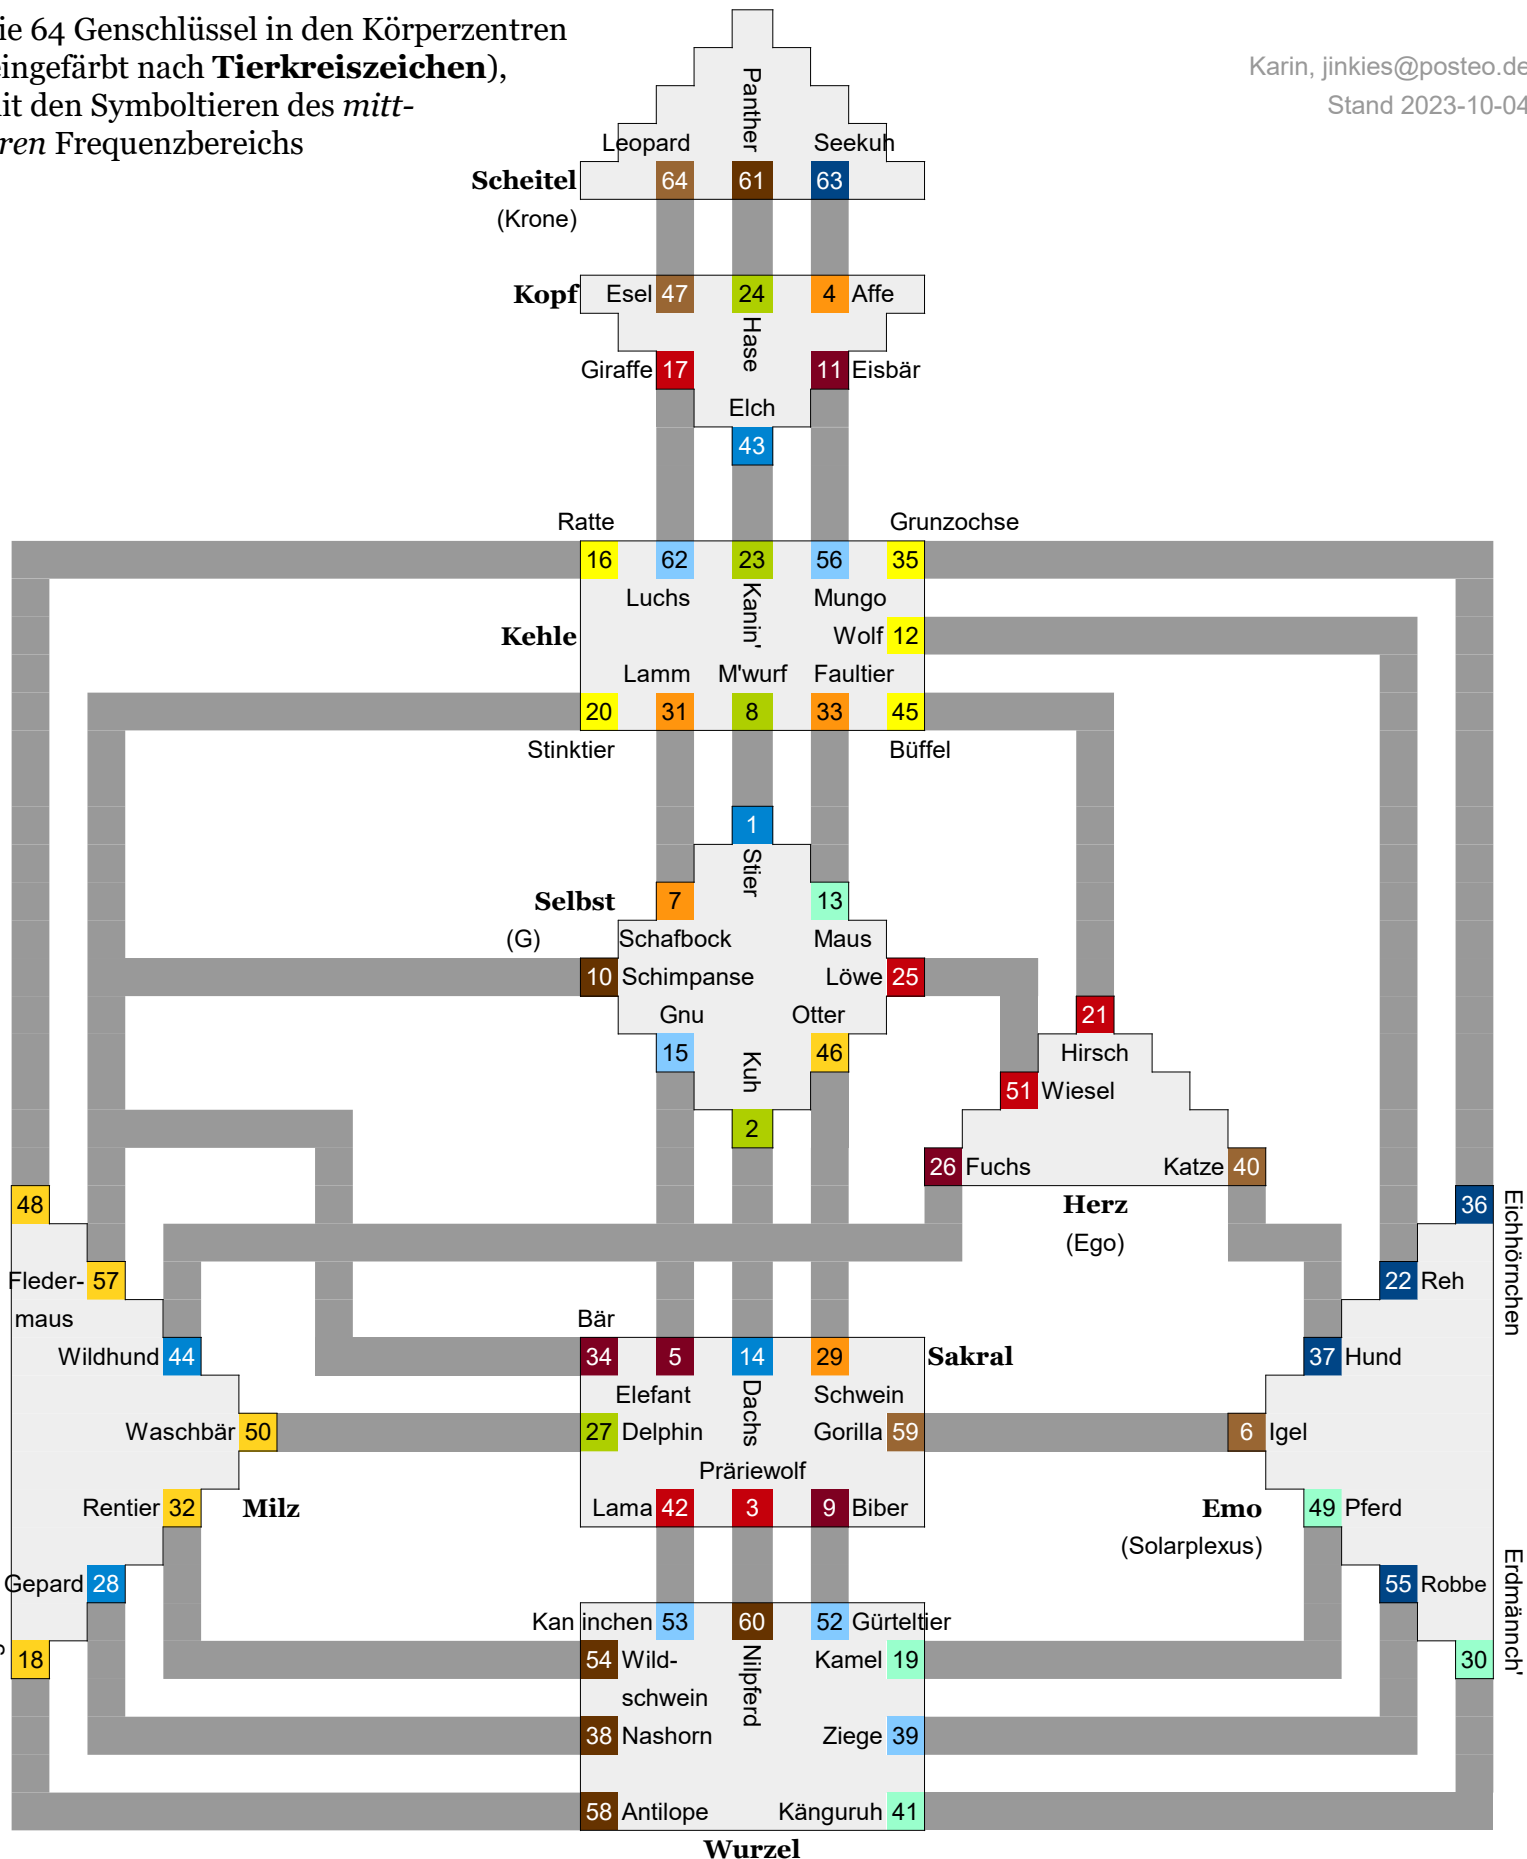 ie 64 Genschlüssel in den Körperzentren
eingefärbt nach Tierkreiszeichen),
it den Symboltieren des mitt-
ren Frequenzbereichs
Karin, jinkies@posteo.de
Stand 2023-10-04
Panther
Leopard Seekuh
Scheitel 64 61 63
(Krone)
Kopf Esel 47 24 4 Affe
Hase
Giraffe 17 11 Eisbär
Elch
43
Ratte Grunzochse
16 62 23 56 35
Luchs Kanin' Mungo
Kehle Wolf 12
Lamm M'wurf Faultier
20 31 8 33 45
Stinktier Büffel
1
Stier
Selbst 7 13
(G) Schafbock Maus
10 Schimpanse Löwe 25
Gnu Otter 21
15 Kuh 46 Hirsch
51 Wiesel
2
26 Fuchs Katze 40
48 Herz 36
Eichhörnchen
(Ego)
Fleder- 57 22 Reh
maus Bär
Wildhund 44 34 5 14 29 Sakral 37 Hund
Elefant Dachs Schwein
Waschbär 50 27 Delphin Gorilla 59 6 Igel
Präriewolf
Rentier 32 Milz Lama 42 3 9 Biber Emo 49 Pferd
(Solarplexus)
Gepard 28 55 Robbe
Erdmännch'
Kan inchen 53 60 52 Gürteltier
18 54 Wild- Nilpferd Kamel 19 30
schwein
38 Nashorn Ziege 39
58 Antilope Känguruh 41
Wurzel